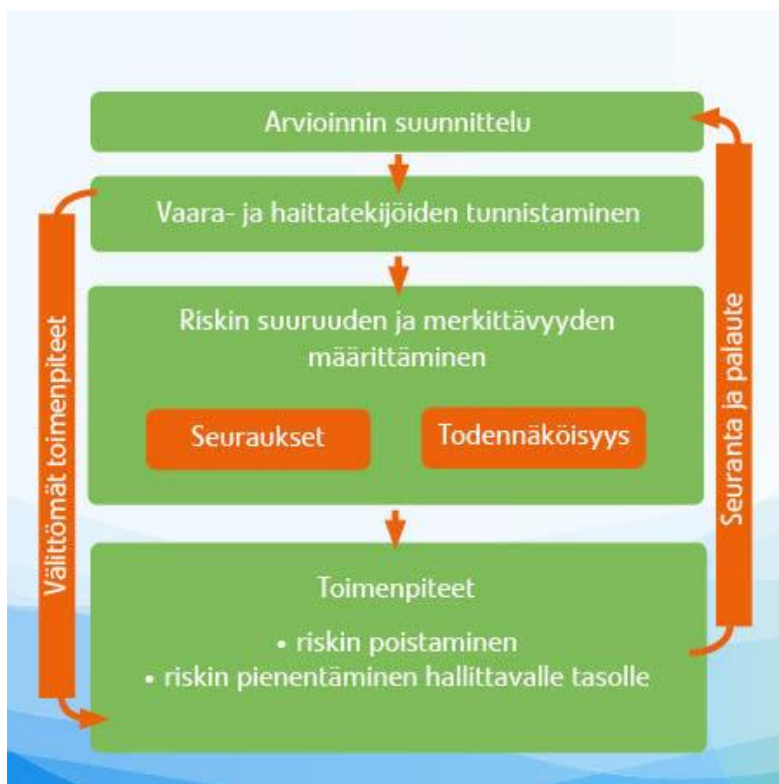 Arvioinnin suunnittelu
Vaara- ja haittatekijöiden tunnistaminen
Riskin suuruuden ja merkittävyyden
määrittäminen
Seuraukset
Todennäköisyys
Toimenpiteet
• riskin poistaminen
• riskin pienentäminen hallittavalle tasolle
Välittömät toimenpiteet
Seuranta ja palaute